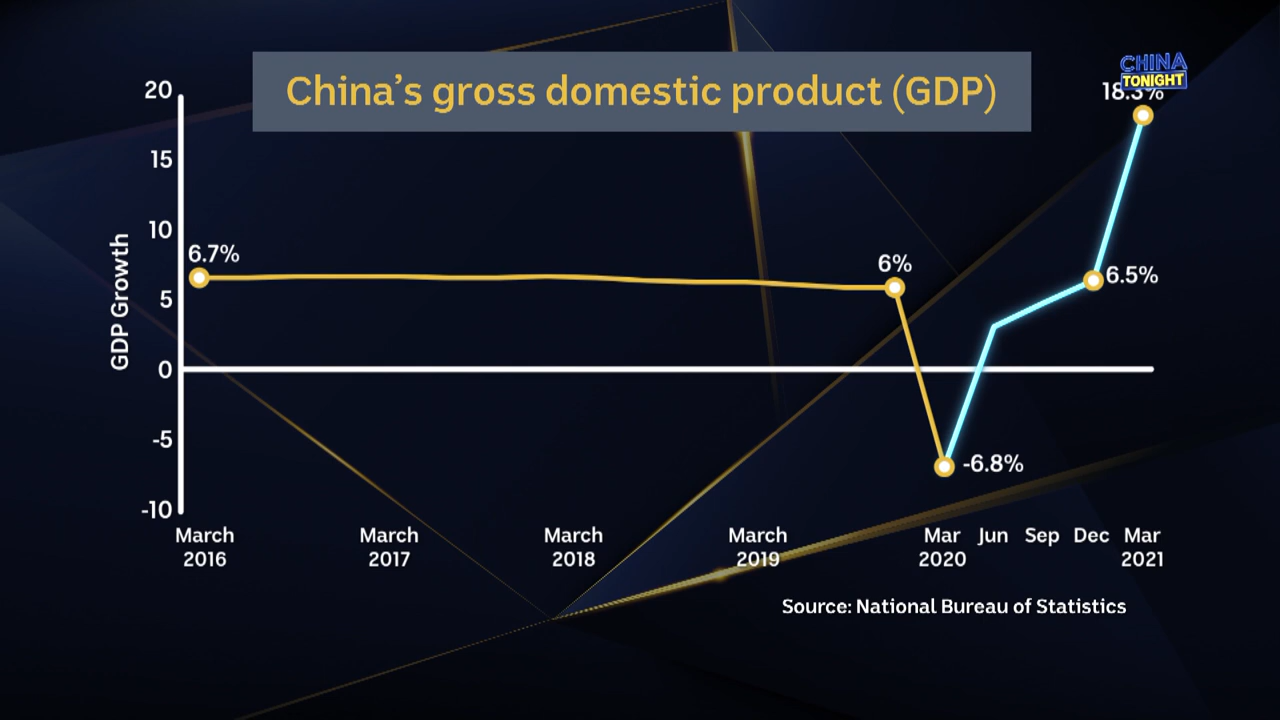 China's gross domestic product (GDP)
CHINA
TONIGHT
20
15
10
5
0
-5
-10
GDP Growth
6.7%
6%
-6.8%
6.5%
18.3%
March
2016
March
2017
March
2018
March
2019
Mar
2020
Jun
Sep
Dec
Mar
2021
Source: National Bureau of Statistics